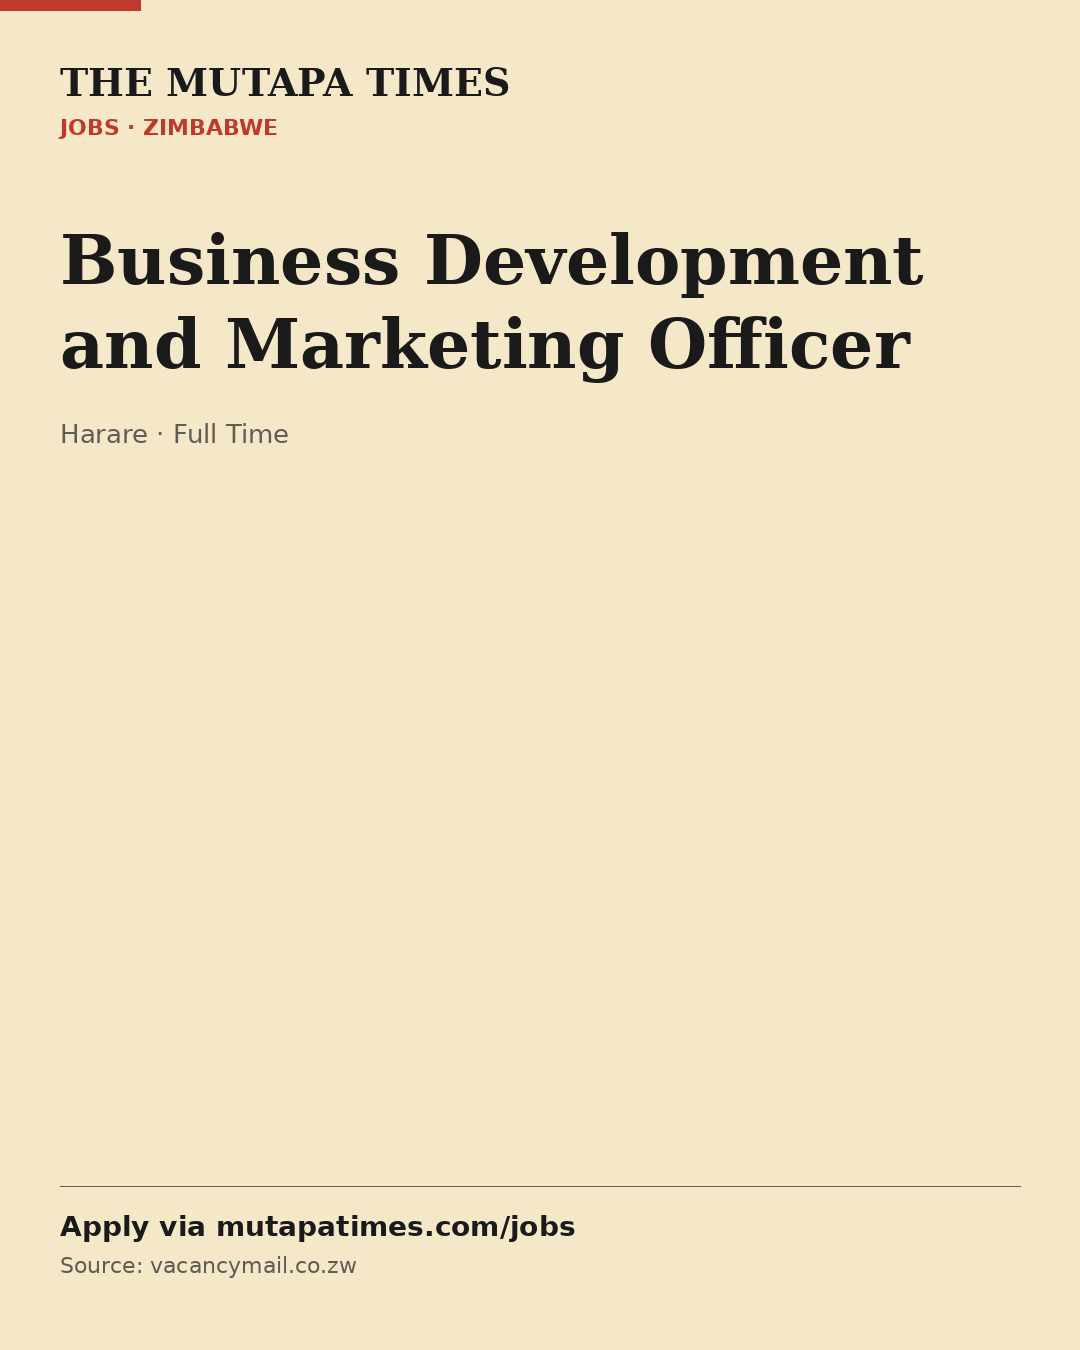 THE MUTAPA TIMES
JOBS · ZIMBABWE
Business Development
and Marketing Officer
Harare · Full Time
Apply via mutapatimes.com/jobs
Source: vacancymail.co.zw